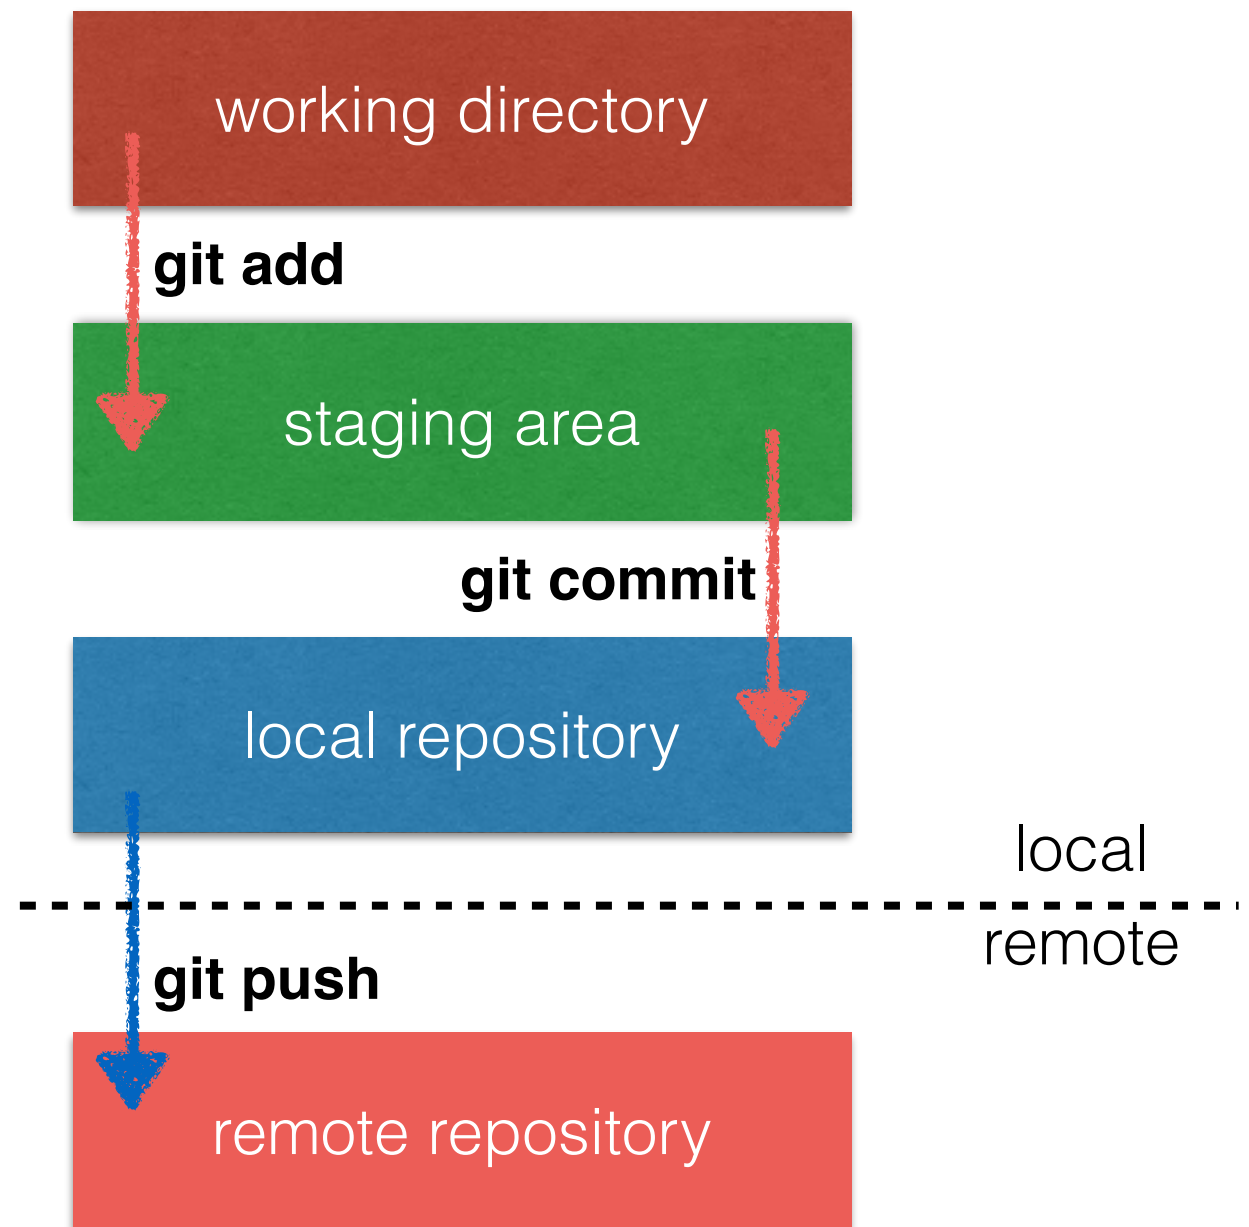 working directory
git add
staging area
git commit
local repository
local
remote
git push
remote repository